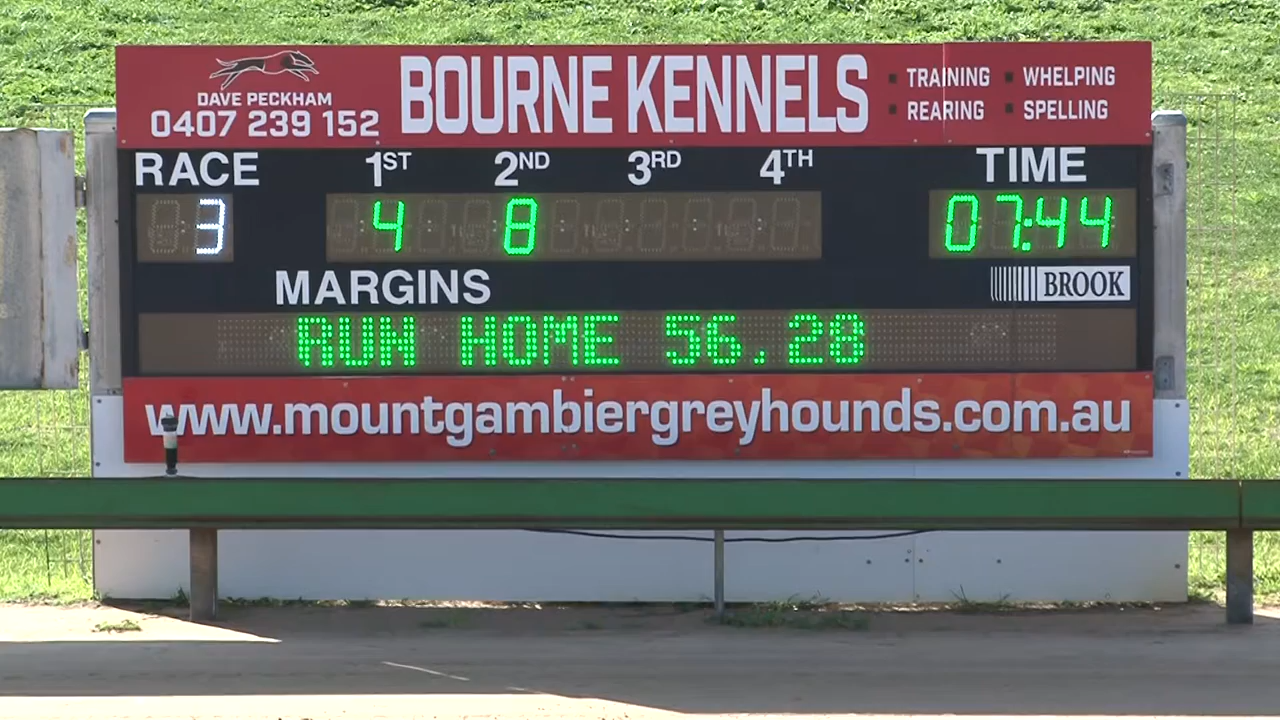 DAVE PECKHAM
0407 239 152
BOURNE KENNELS
TRAINING
WHELPING
REARING
SPELLING
RACE 1ST 2ND 3RD 4TH TIME
3 4 8 07:44
MARGINS
BROOK
RUN HOME 56.28
www.mountgambiergreyhounds.com.au